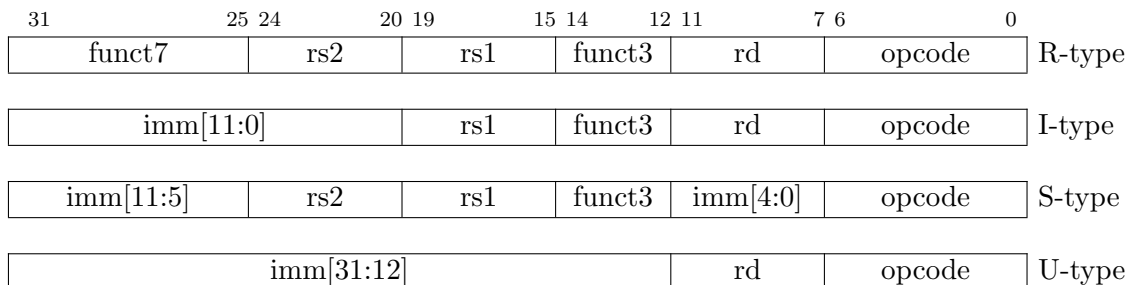 31 25 24 20 19 15 14 12 11 7 6 0
funct7 rs2 rs1 funct3 rd opcode R-type
imm[11:0] rs1 funct3 rd opcode I-type
imm[11:5] rs2 rs1 funct3 imm[4:0] opcode S-type
imm[31:12] rd opcode U-type